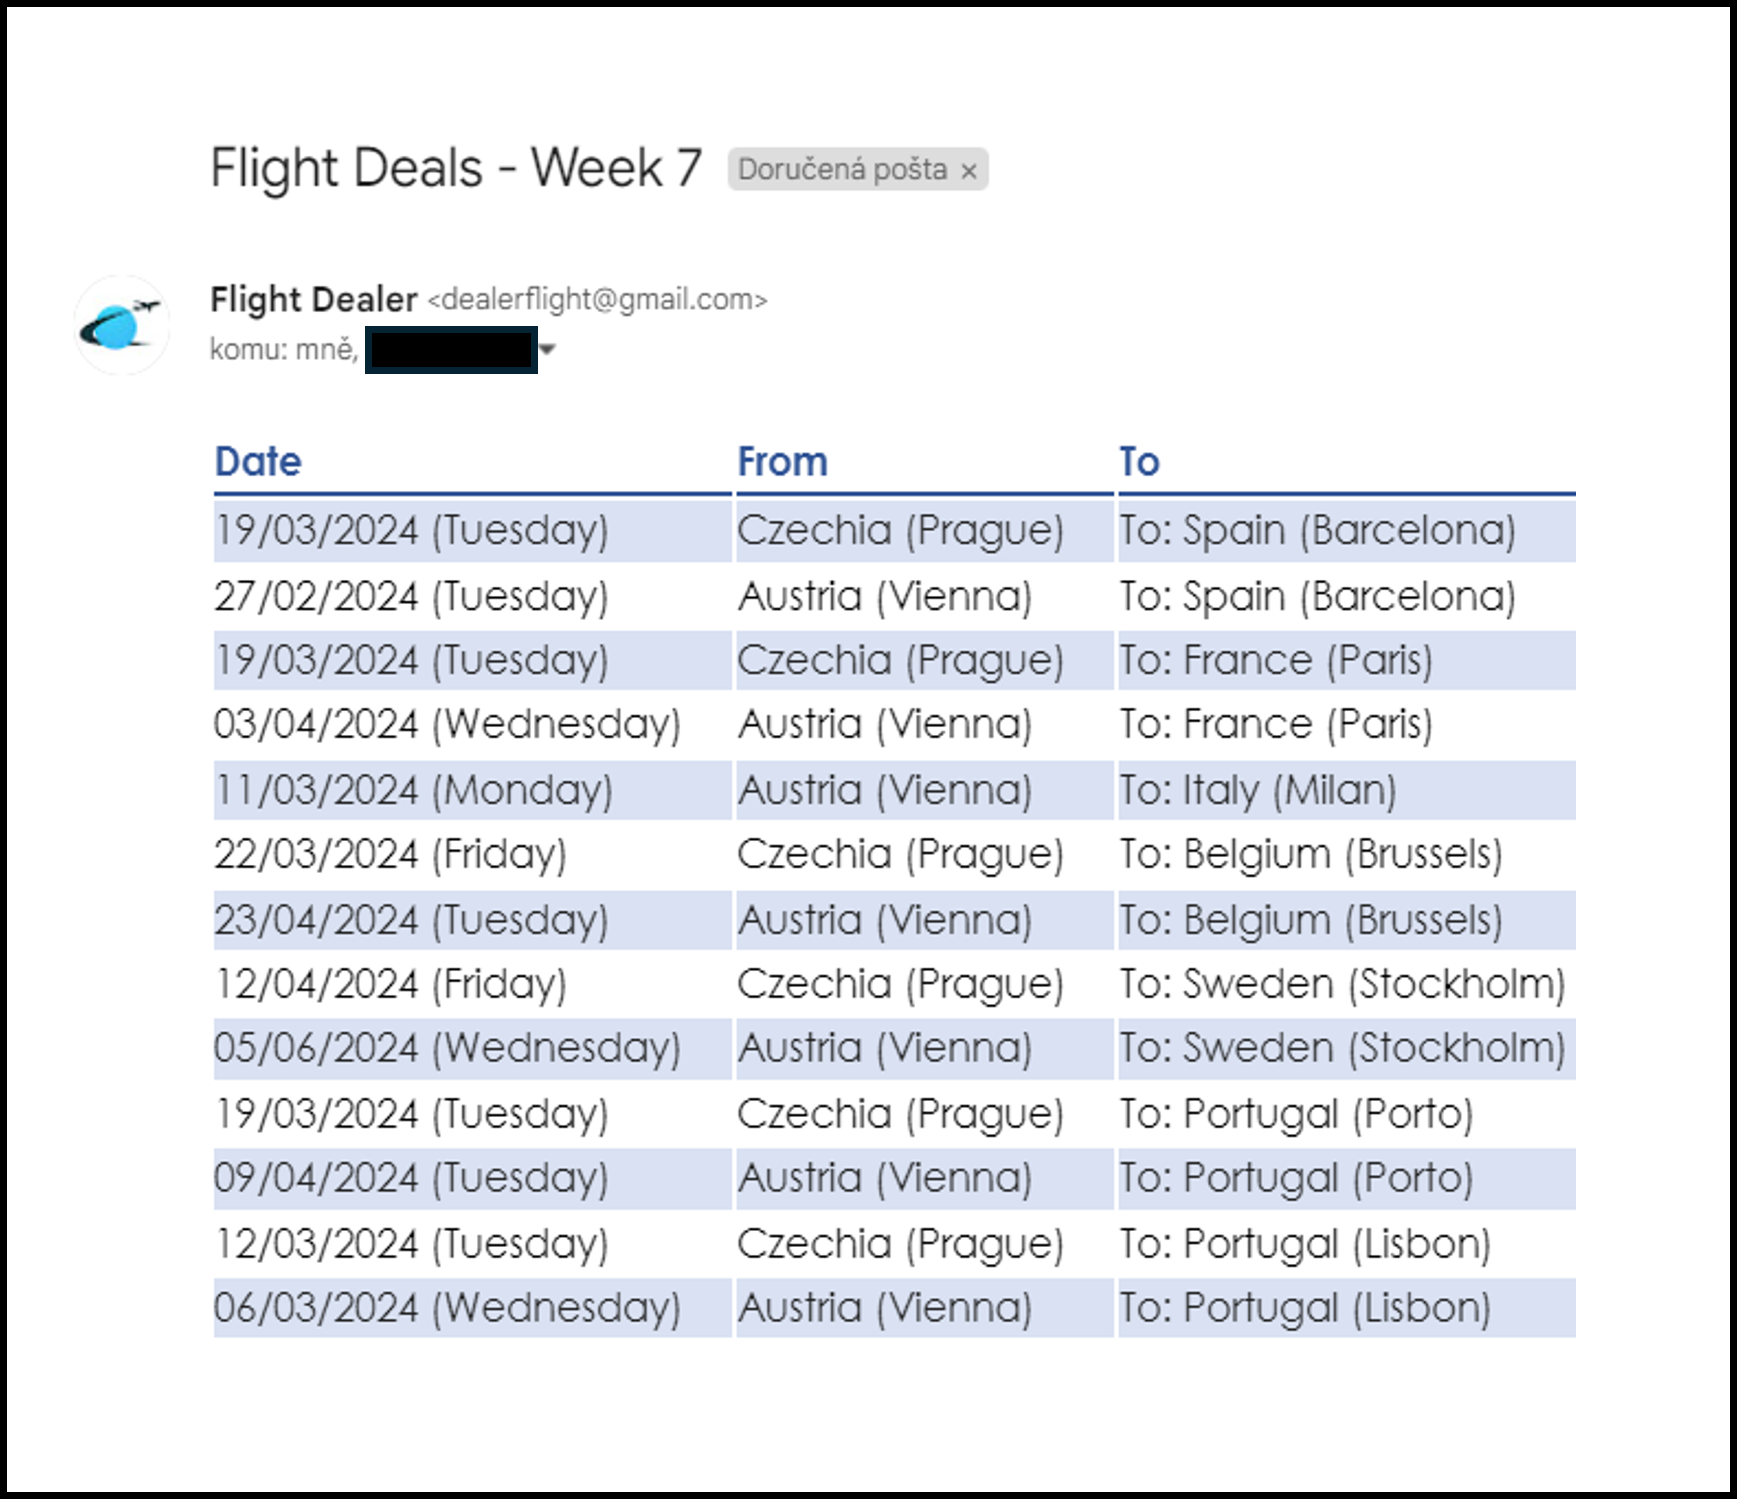 Flight Deals - Week 7 Doručená pošta ×
Flight Dealer <dealerflight@gmail.com>
komu: mně,
Date From To
19/03/2024 (Tuesday) Czechia (Prague) To: Spain (Barcelona)
27/02/2024 (Tuesday) Austria (Vienna) To: Spain (Barcelona)
19/03/2024 (Tuesday) Czechia (Prague) To: France (Paris)
03/04/2024 (Wednesday) Austria (Vienna) To: France (Paris)
11/03/2024 (Monday) Austria (Vienna) To: Italy (Milan)
22/03/2024 (Friday) Czechia (Prague) To: Belgium (Brussels)
23/04/2024 (Tuesday) Austria (Vienna) To: Belgium (Brussels)
12/04/2024 (Friday) Czechia (Prague) To: Sweden (Stockholm)
05/06/2024 (Wednesday) Austria (Vienna) To: Sweden (Stockholm)
19/03/2024 (Tuesday) Czechia (Prague) To: Portugal (Porto)
09/04/2024 (Tuesday) Austria (Vienna) To: Portugal (Porto)
12/03/2024 (Tuesday) Czechia (Prague) To: Portugal (Lisbon)
06/03/2024 (Wednesday) Austria (Vienna) To: Portugal (Lisbon)